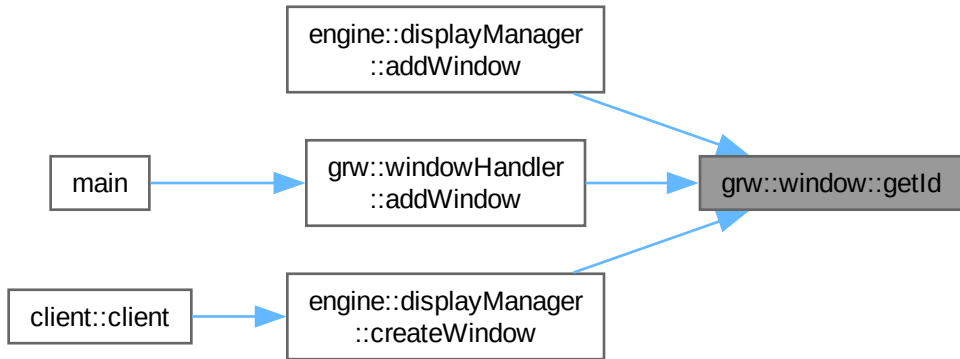 engine::displayManager
::addWindow
main
grw::windowHandler
::addWindow
grw::window::getId
client::client
engine::displayManager
::createWindow